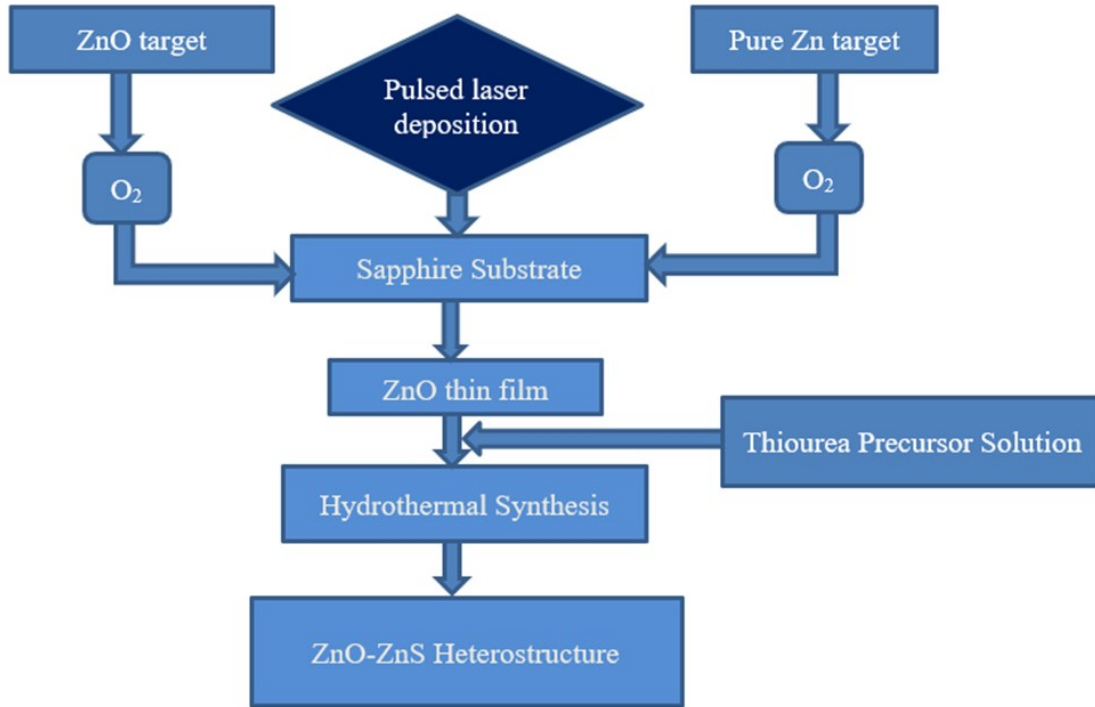 ZnO target
Pulsed laser
deposition
Pure Zn target
O₂
O₂
Sapphire Substrate
ZnO thin film
Thiourea Precursor Solution
Hydrothermal Synthesis
ZnO-ZnS Heterostructure